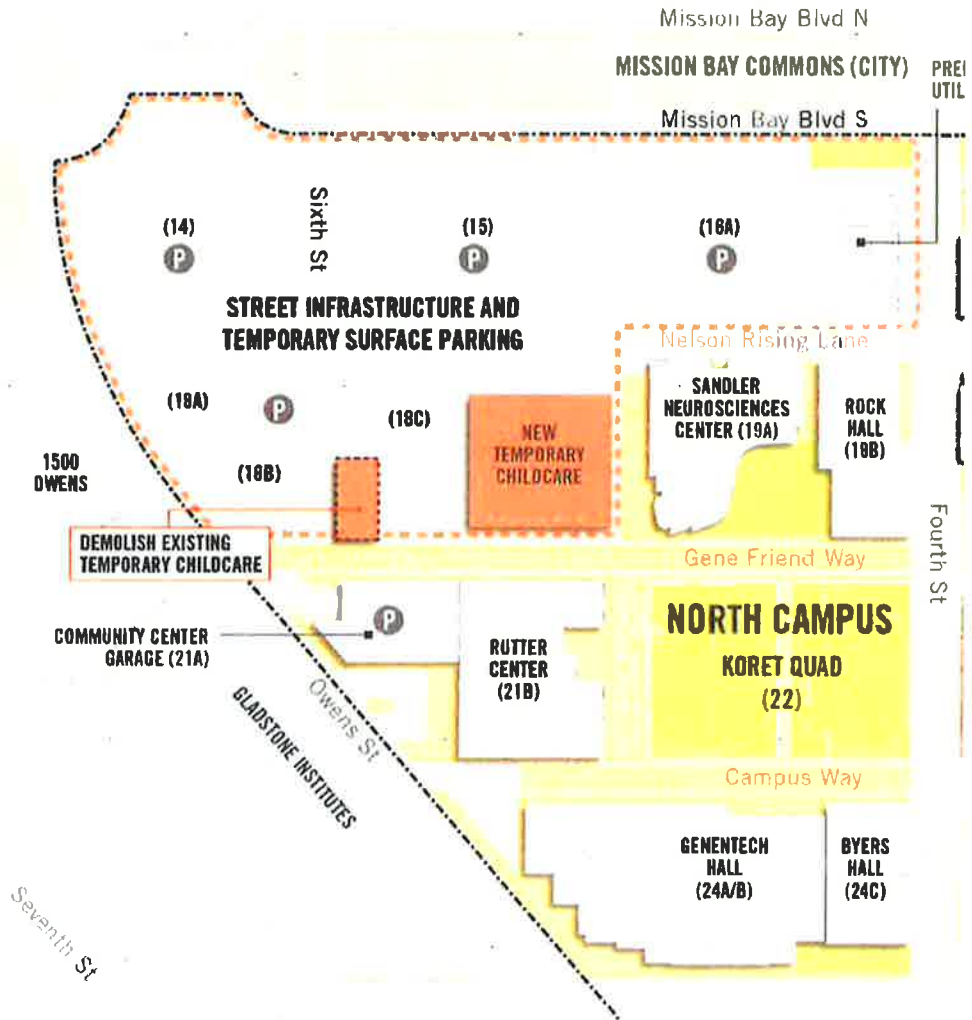 Mission Bay Blvd N
MISSION BAY COMMONS (CITY)
Mission Bay Blvd S
Sixth St
(14)
P
(15)
P
(16A)
P
STREET INFRASTRUCTURE AND
TEMPORARY SURFACE PARKING
Nelson Rising Lane
(18A)
P
(18C)
(18B)
NEW
TEMPORARY
CHILDCARE
SANDLER
NEUROSCIENCES
CENTER (19A)
ROCK
HALL
(19B)
1500
OWENS
DEMOLISH EXISTING
TEMPORARY CHILDCARE
Gene Friend Way
Fourth St
COMMUNITY CENTER
GARAGE (21A)
P
RUTTER
CENTER
(21B)
NORTH CAMPUS
KORET QUAD
(22)
Owens St
GLADSTONE INSTITUTES
Campus Way
GENENTECH
HALL
(24A/B)
BYERS
HALL
(24C)
Seventh St